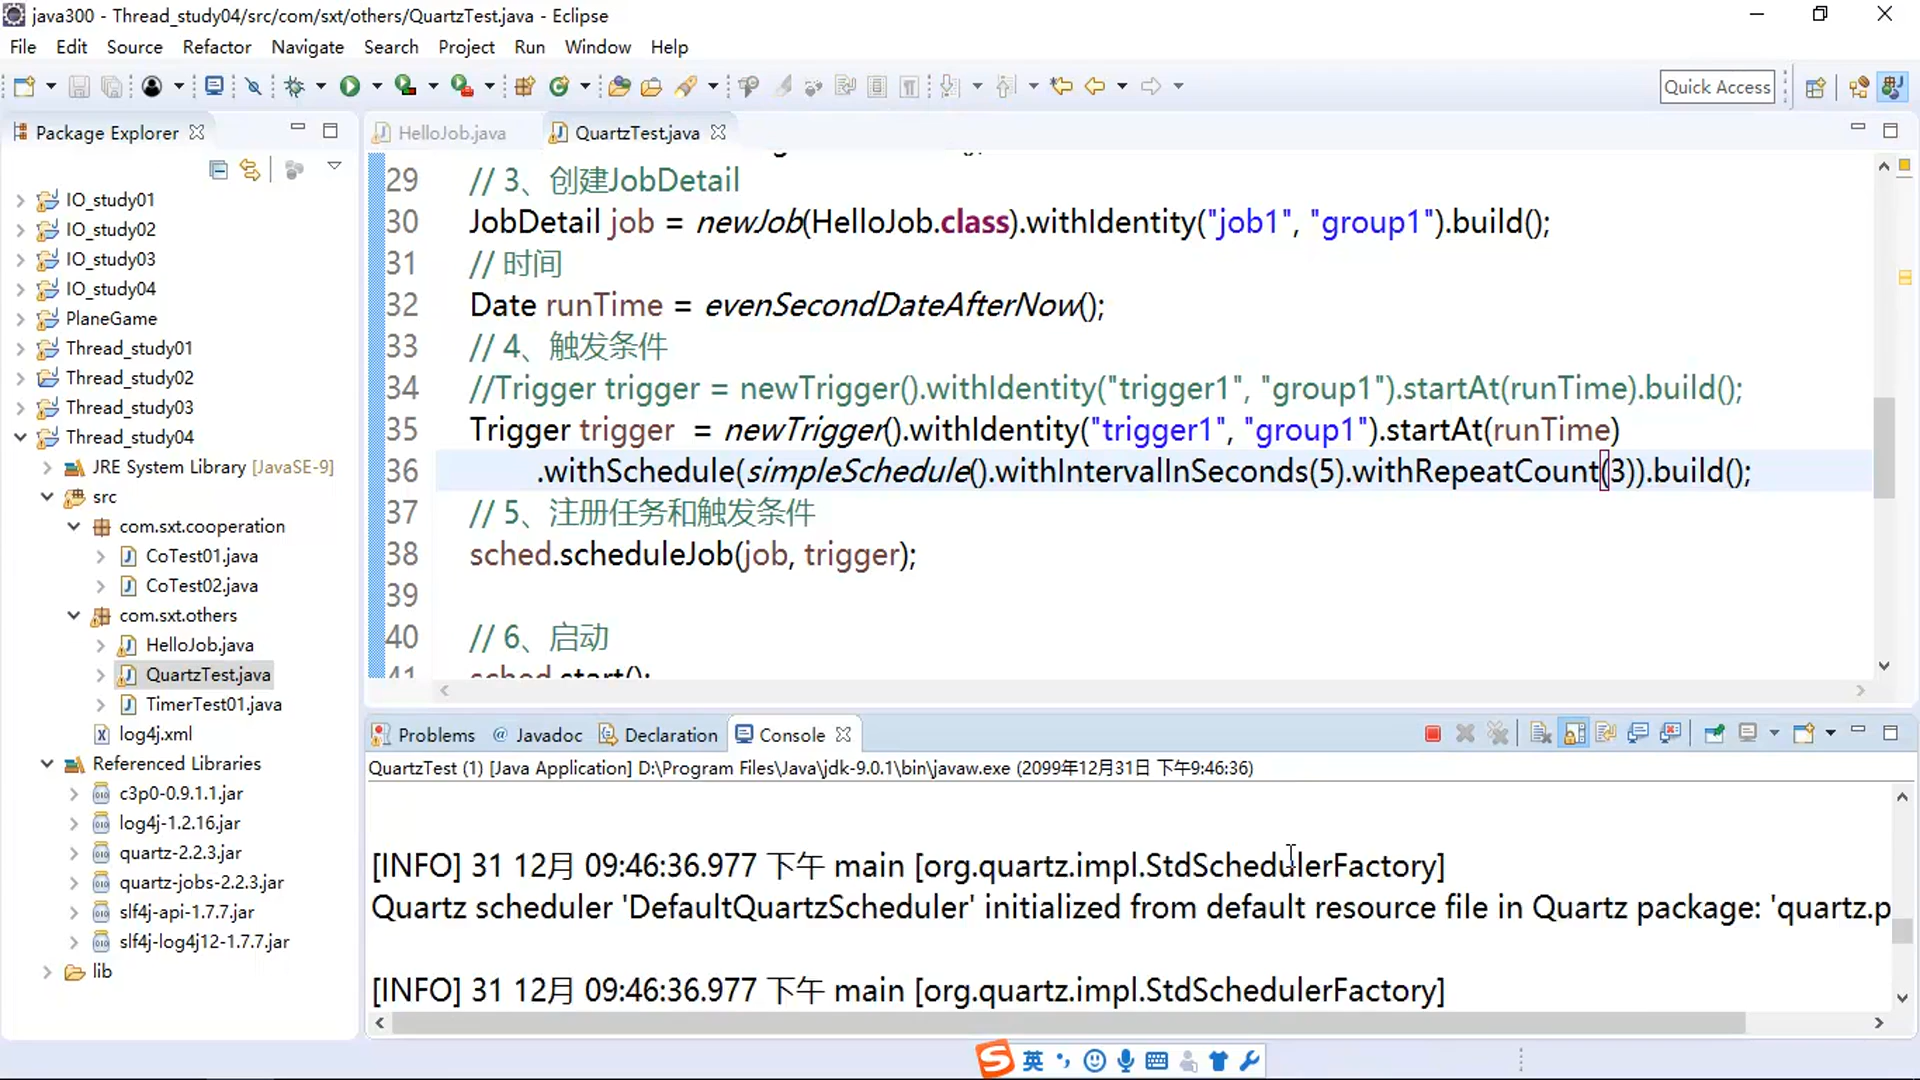 java300 - Thread_study04/src/com/sxt/others/QuartzTest.java - Eclipse
File Edit Source Refactor Navigate Search Project Run Window Help
Quick Access
Package Explorer
IO_study01
IO_study02
IO_study03
IO_study04
PlaneGame
Thread_study01
Thread_study02
Thread_study03
Thread_study04
JRE System Library [JavaSE-9]
src
com.sxt.cooperation
CoTest01.java
CoTest02.java
com.sxt.others
HelloJob.java
QuartzTest.java
TimerTest01.java
log4j.xml
Referenced Libraries
c3p0-0.9.1.1.jar
log4j-1.2.16.jar
quartz-2.2.3.jar
quartz-jobs-2.2.3.jar
slf4j-api-1.7.7.jar
slf4j-log4j12-1.7.7.jar
lib
HelloJob.java QuartzTest.java
29 // 3、创建JobDetail
30 JobDetail job = newJob(HelloJob.class).withIdentity("job1", "group1").build();
31 // 时间
32 Date runTime = evenSecondDateAfterNow();
33 // 4、触发条件
34 //Trigger trigger = newTrigger().withIdentity("trigger1", "group1").startAt(runTime).build();
35 Trigger trigger  = newTrigger().withIdentity("trigger1", "group1").startAt(runTime)
36 .withSchedule(simpleSchedule().withIntervalInSeconds(5).withRepeatCount(3)).build();
37 // 5、注册任务和触发条件
38 sched.scheduleJob(job, trigger);
39
40 // 6、启动
41 sched.start();
Problems @ Javadoc Declaration Console
QuartzTest (1) [Java Application] D:\Program Files\Java\jdk-9.0.1\bin\javaw.exe (2099年12月31日 下午9:46:36)
[INFO] 31 12月 09:46:36.977 下午 main [org.quartz.impl.StdSchedulerFactory]
Quartz scheduler 'DefaultQuartzScheduler' initialized from default resource file in Quartz package: 'quartz.p
[INFO] 31 12月 09:46:36.977 下午 main [org.quartz.impl.StdSchedulerFactory]
英